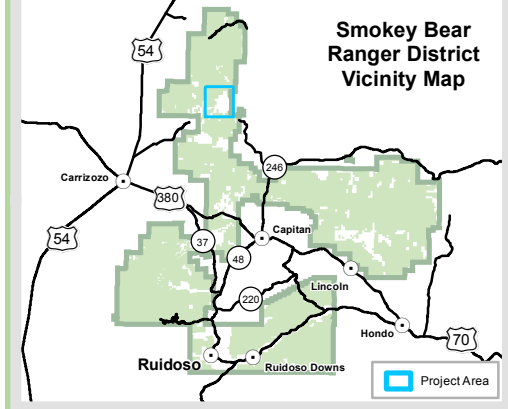 Smokey Bear
Ranger District
Vicinity Map
54
246
Carrizozo
380
Capitan
54
37
48
Lincoln
220
Hondo
70
Ruidoso
Ruidoso Downs
Project Area